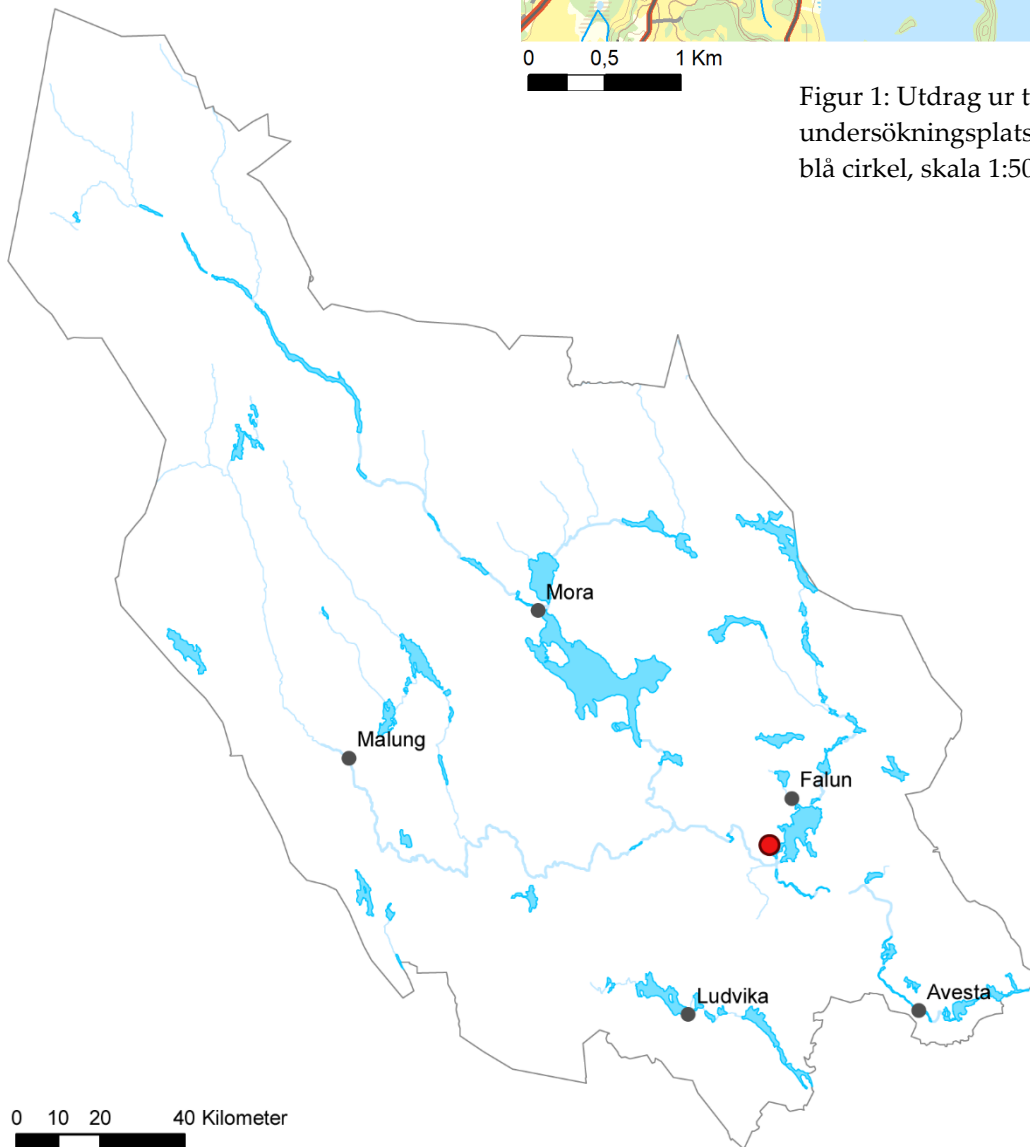 0 0,5 1 Km
Figur 1: Utdrag ur t
undersökningsplats
blå cirkel, skala 1:50
Mora
Malung
Falun
Ludvika
Avesta
0 10 20 40 Kilometer